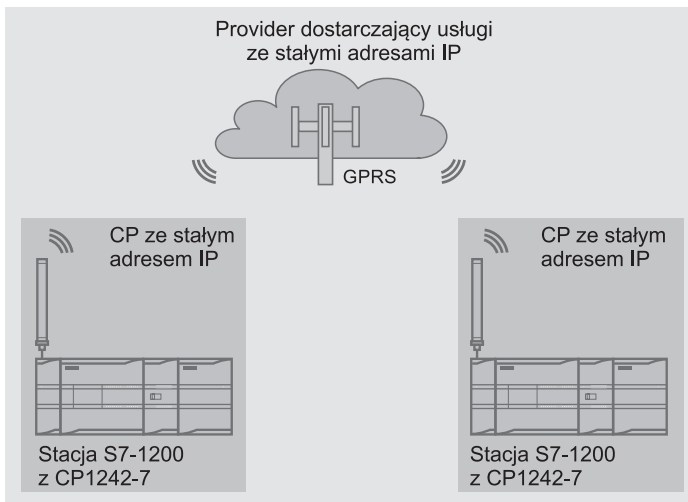 Provider dostarczający usługi
ze stałymi adresami IP
GPRS
CP ze stałym
adresem IP
Stacja S7-1200
z CP1242-7
CP ze stałym
adresem IP
Stacja S7-1200
z CP1242-7